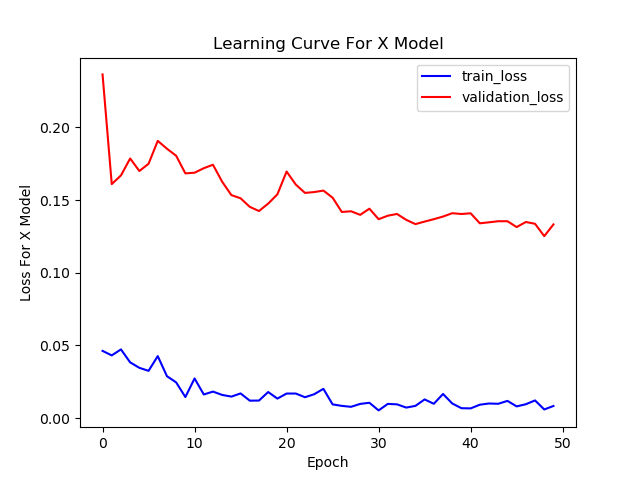 Learning Curve For X Model
train_loss
validation_loss
Loss For X Model
0.20
0.15
0.10
0.05
0.00
0 10 20 30 40 50
Epoch